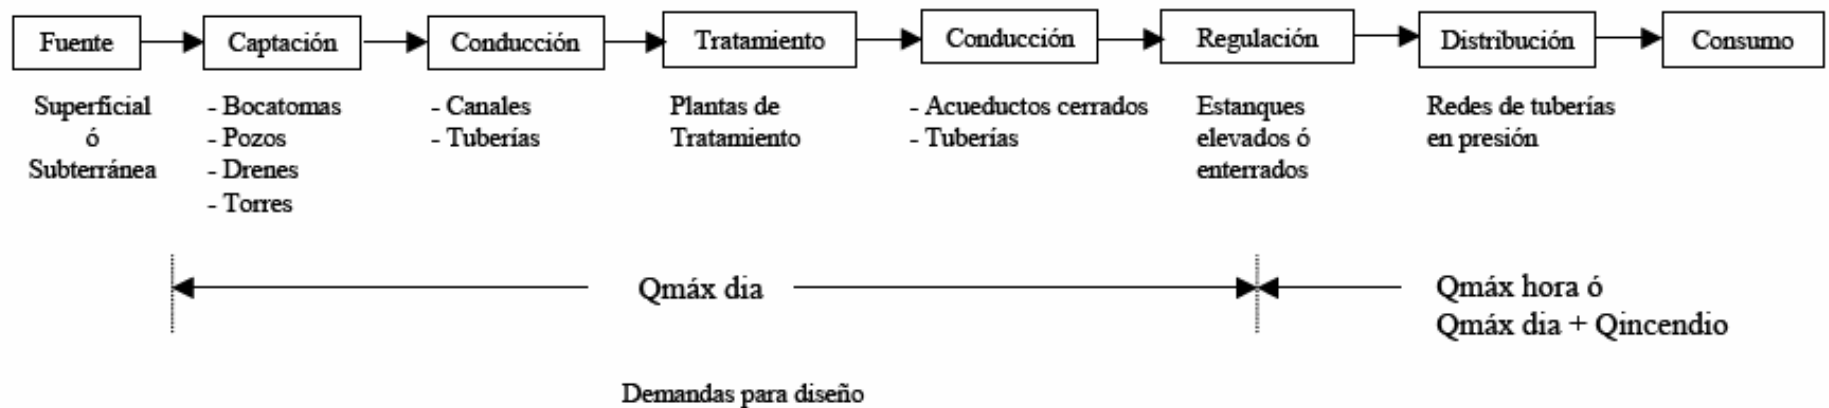 Fuente
Captación
Conducción
Tratamiento
Conducción
Regulación
Distribución
Consumo
Superficial
ó
Subterránea
- Bocatomas
- Pozos
- Drenes
- Torres
- Canales
- Tuberías
Plantas de
Tratamiento
- Acueductos cerrados
- Tuberías
Estanques
elevados ó
enterrados
Redes de tuberías
en presión
Qmáx dia
Qmáx hora ó
Qmáx dia + Qincendio
Demandas para diseño